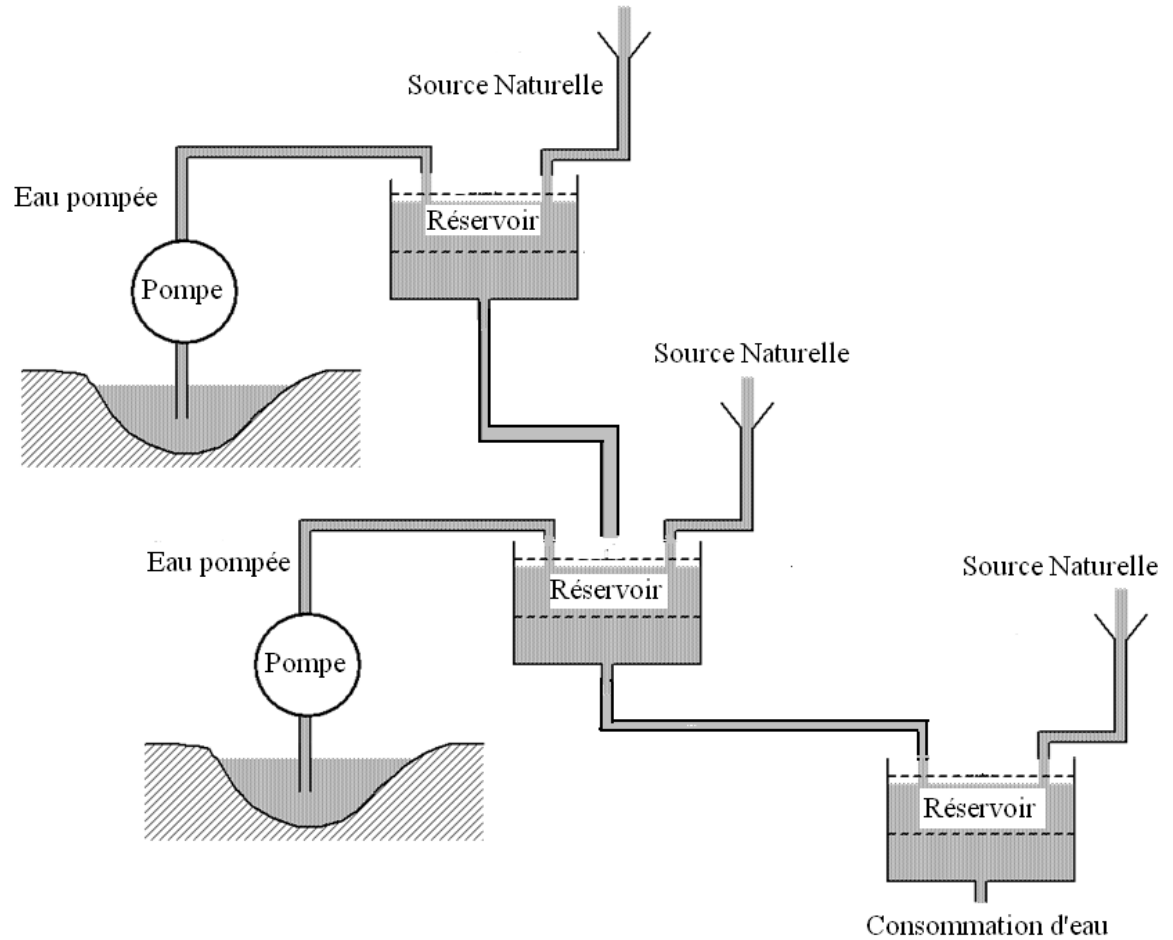 Source Naturelle
Eau pompée
Réservoir
Pompe
Source Naturelle
Eau pompée
Réservoir
Source Naturelle
Pompe
Réservoir
Consommation d'eau